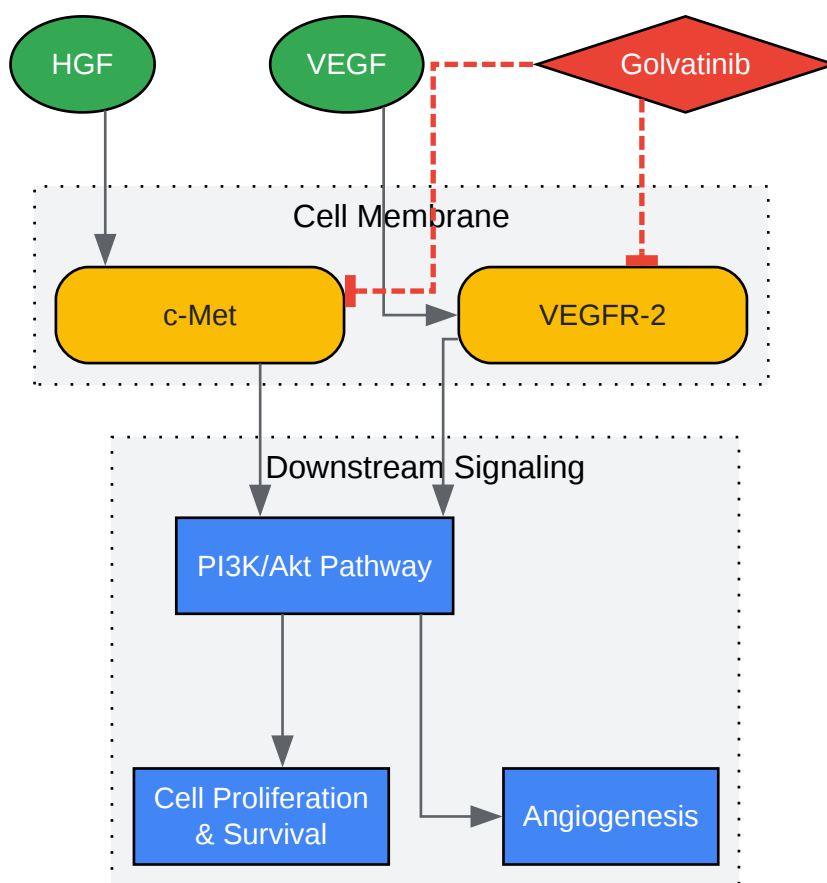 HGF
VEGF
Golvatinib
Cell Membrane
c-Met
VEGFR-2
Downstream Signaling
PI3K/Akt Pathway
Cell Proliferation
& Survival
Angiogenesis